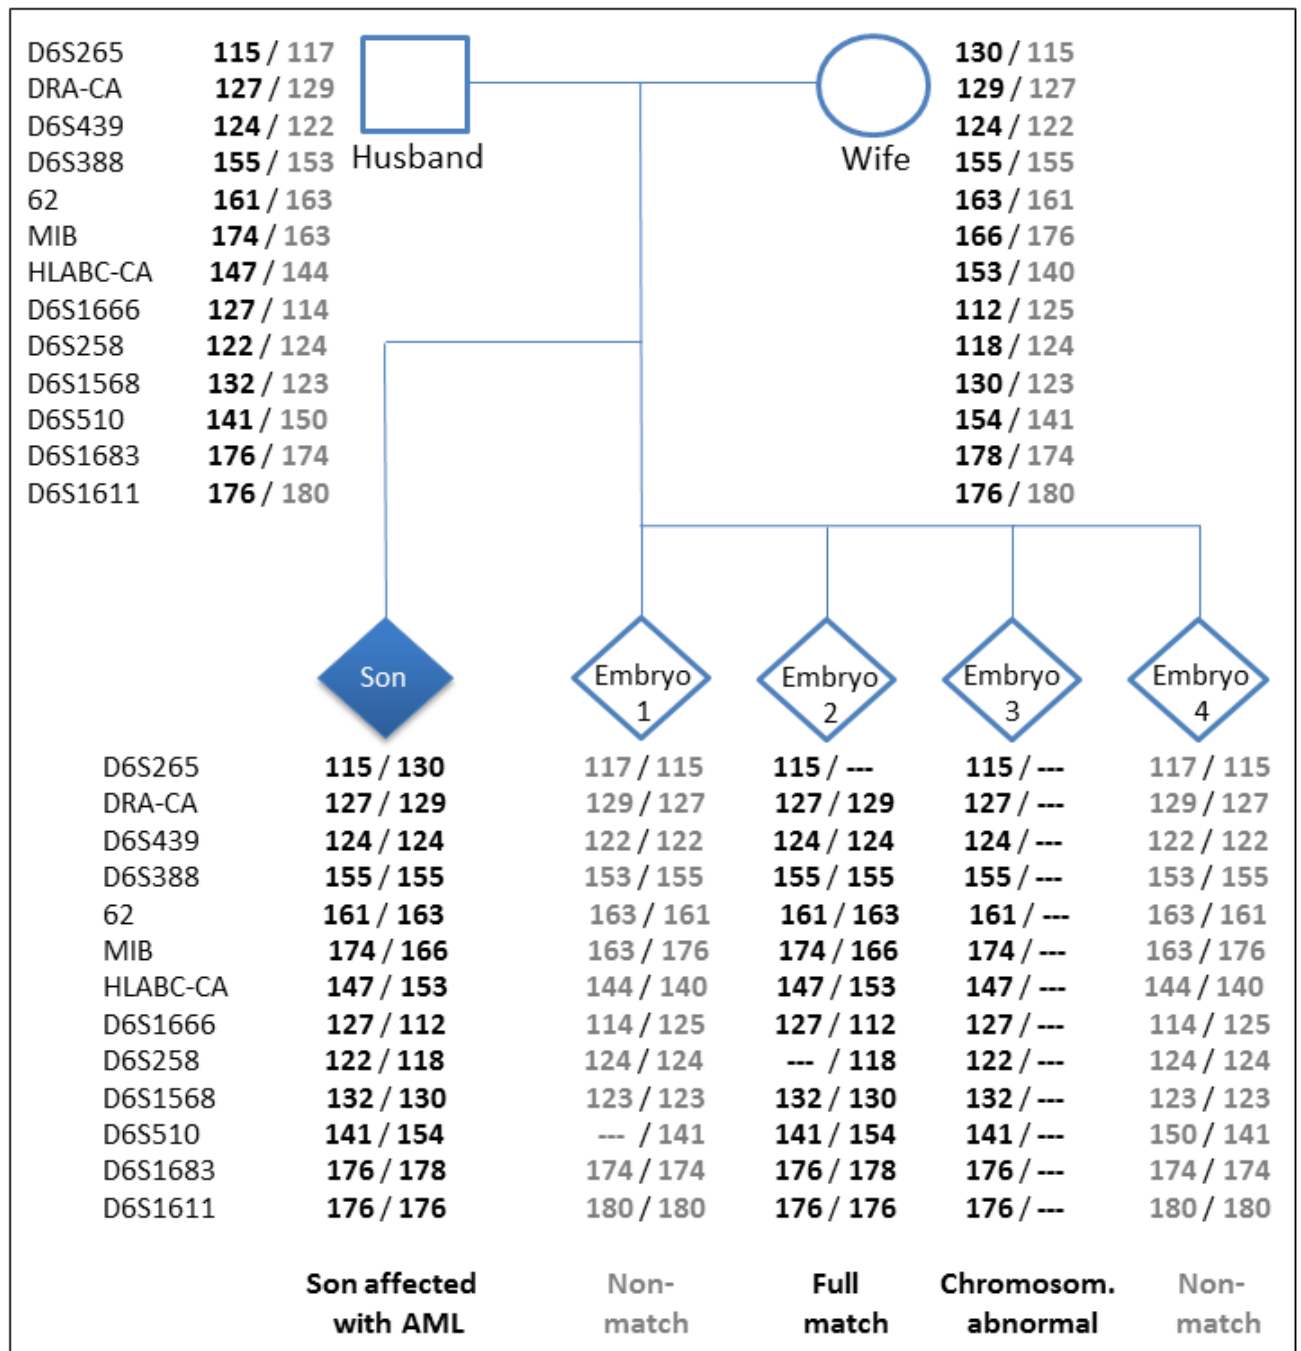 D6S265 115 / 117 130 / 115
DRA-CA 127 / 129 129 / 127
D6S439 124 / 122 124 / 122
D6S388 155 / 153 155 / 155
Husband Wife
62 161 / 163 163 / 161
MIB 174 / 163 166 / 176
HLABC-CA 147 / 144 153 / 140
D6S1666 127 / 114 112 / 125
D6S258 122 / 124 118 / 124
D6S1568 132 / 123 130 / 123
D6S510 141 / 150 154 / 141
D6S1683 176 / 174 178 / 174
D6S1611 176 / 180 176 / 180
Son Embryo 1 Embryo 2 Embryo 3 Embryo 4
D6S265 115 / 130 117 / 115 115 / --- 115 / --- 117 / 115
DRA-CA 127 / 129 129 / 127 127 / 129 127 / --- 129 / 127
D6S439 124 / 124 122 / 122 124 / 124 124 / --- 122 / 122
D6S388 155 / 155 153 / 155 155 / 155 155 / --- 153 / 155
62 161 / 163 163 / 161 161 / 163 161 / --- 163 / 161
MIB 174 / 166 163 / 176 174 / 166 174 / --- 163 / 176
HLABC-CA 147 / 153 144 / 140 147 / 153 147 / --- 144 / 140
D6S1666 127 / 112 114 / 125 127 / 112 127 / --- 114 / 125
D6S258 122 / 118 124 / 124 --- / 118 122 / --- 124 / 124
D6S1568 132 / 130 123 / 123 132 / 130 132 / --- 123 / 123
D6S510 141 / 154 --- / 141 141 / 154 141 / --- 150 / 141
D6S1683 176 / 178 174 / 174 176 / 178 176 / --- 174 / 174
D6S1611 176 / 176 180 / 180 176 / 176 176 / --- 180 / 180
Son affected Non- Full Chromosom. Non-
with AML match match abnormal match